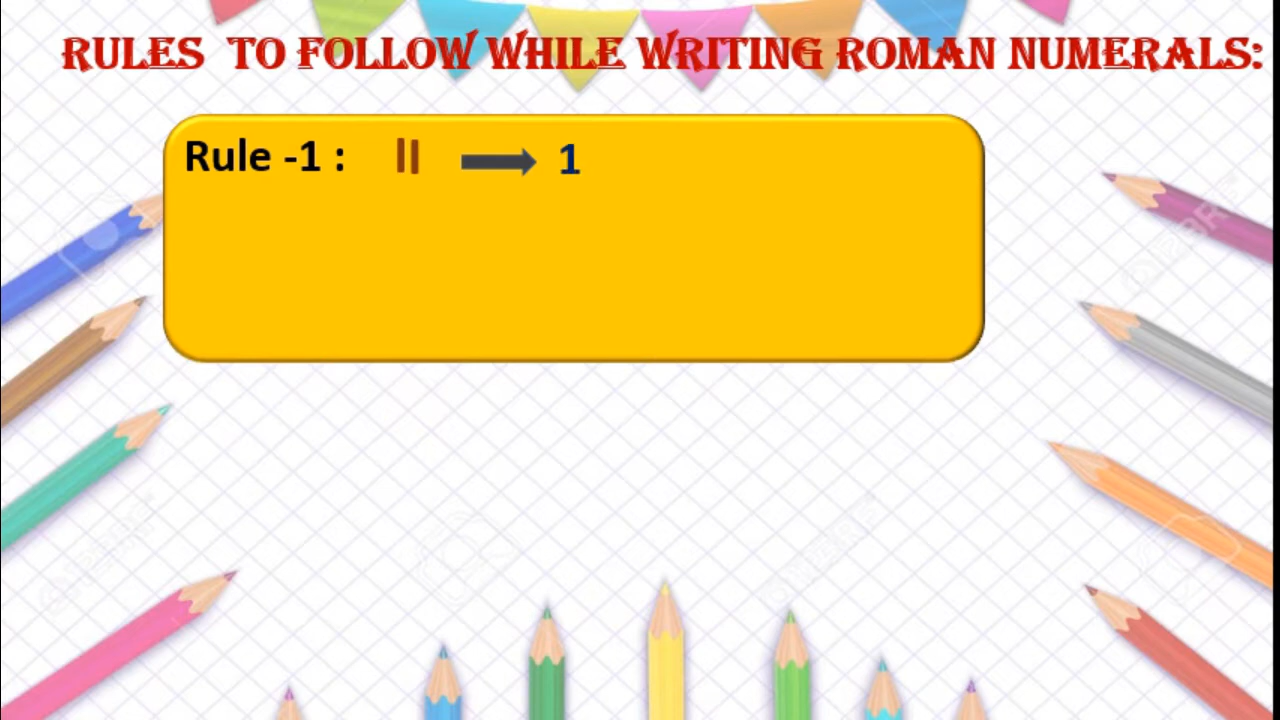 RULES TO FOLLOW WHILE WRITING ROMAN NUMERALS:
Rule -1 : II → 1